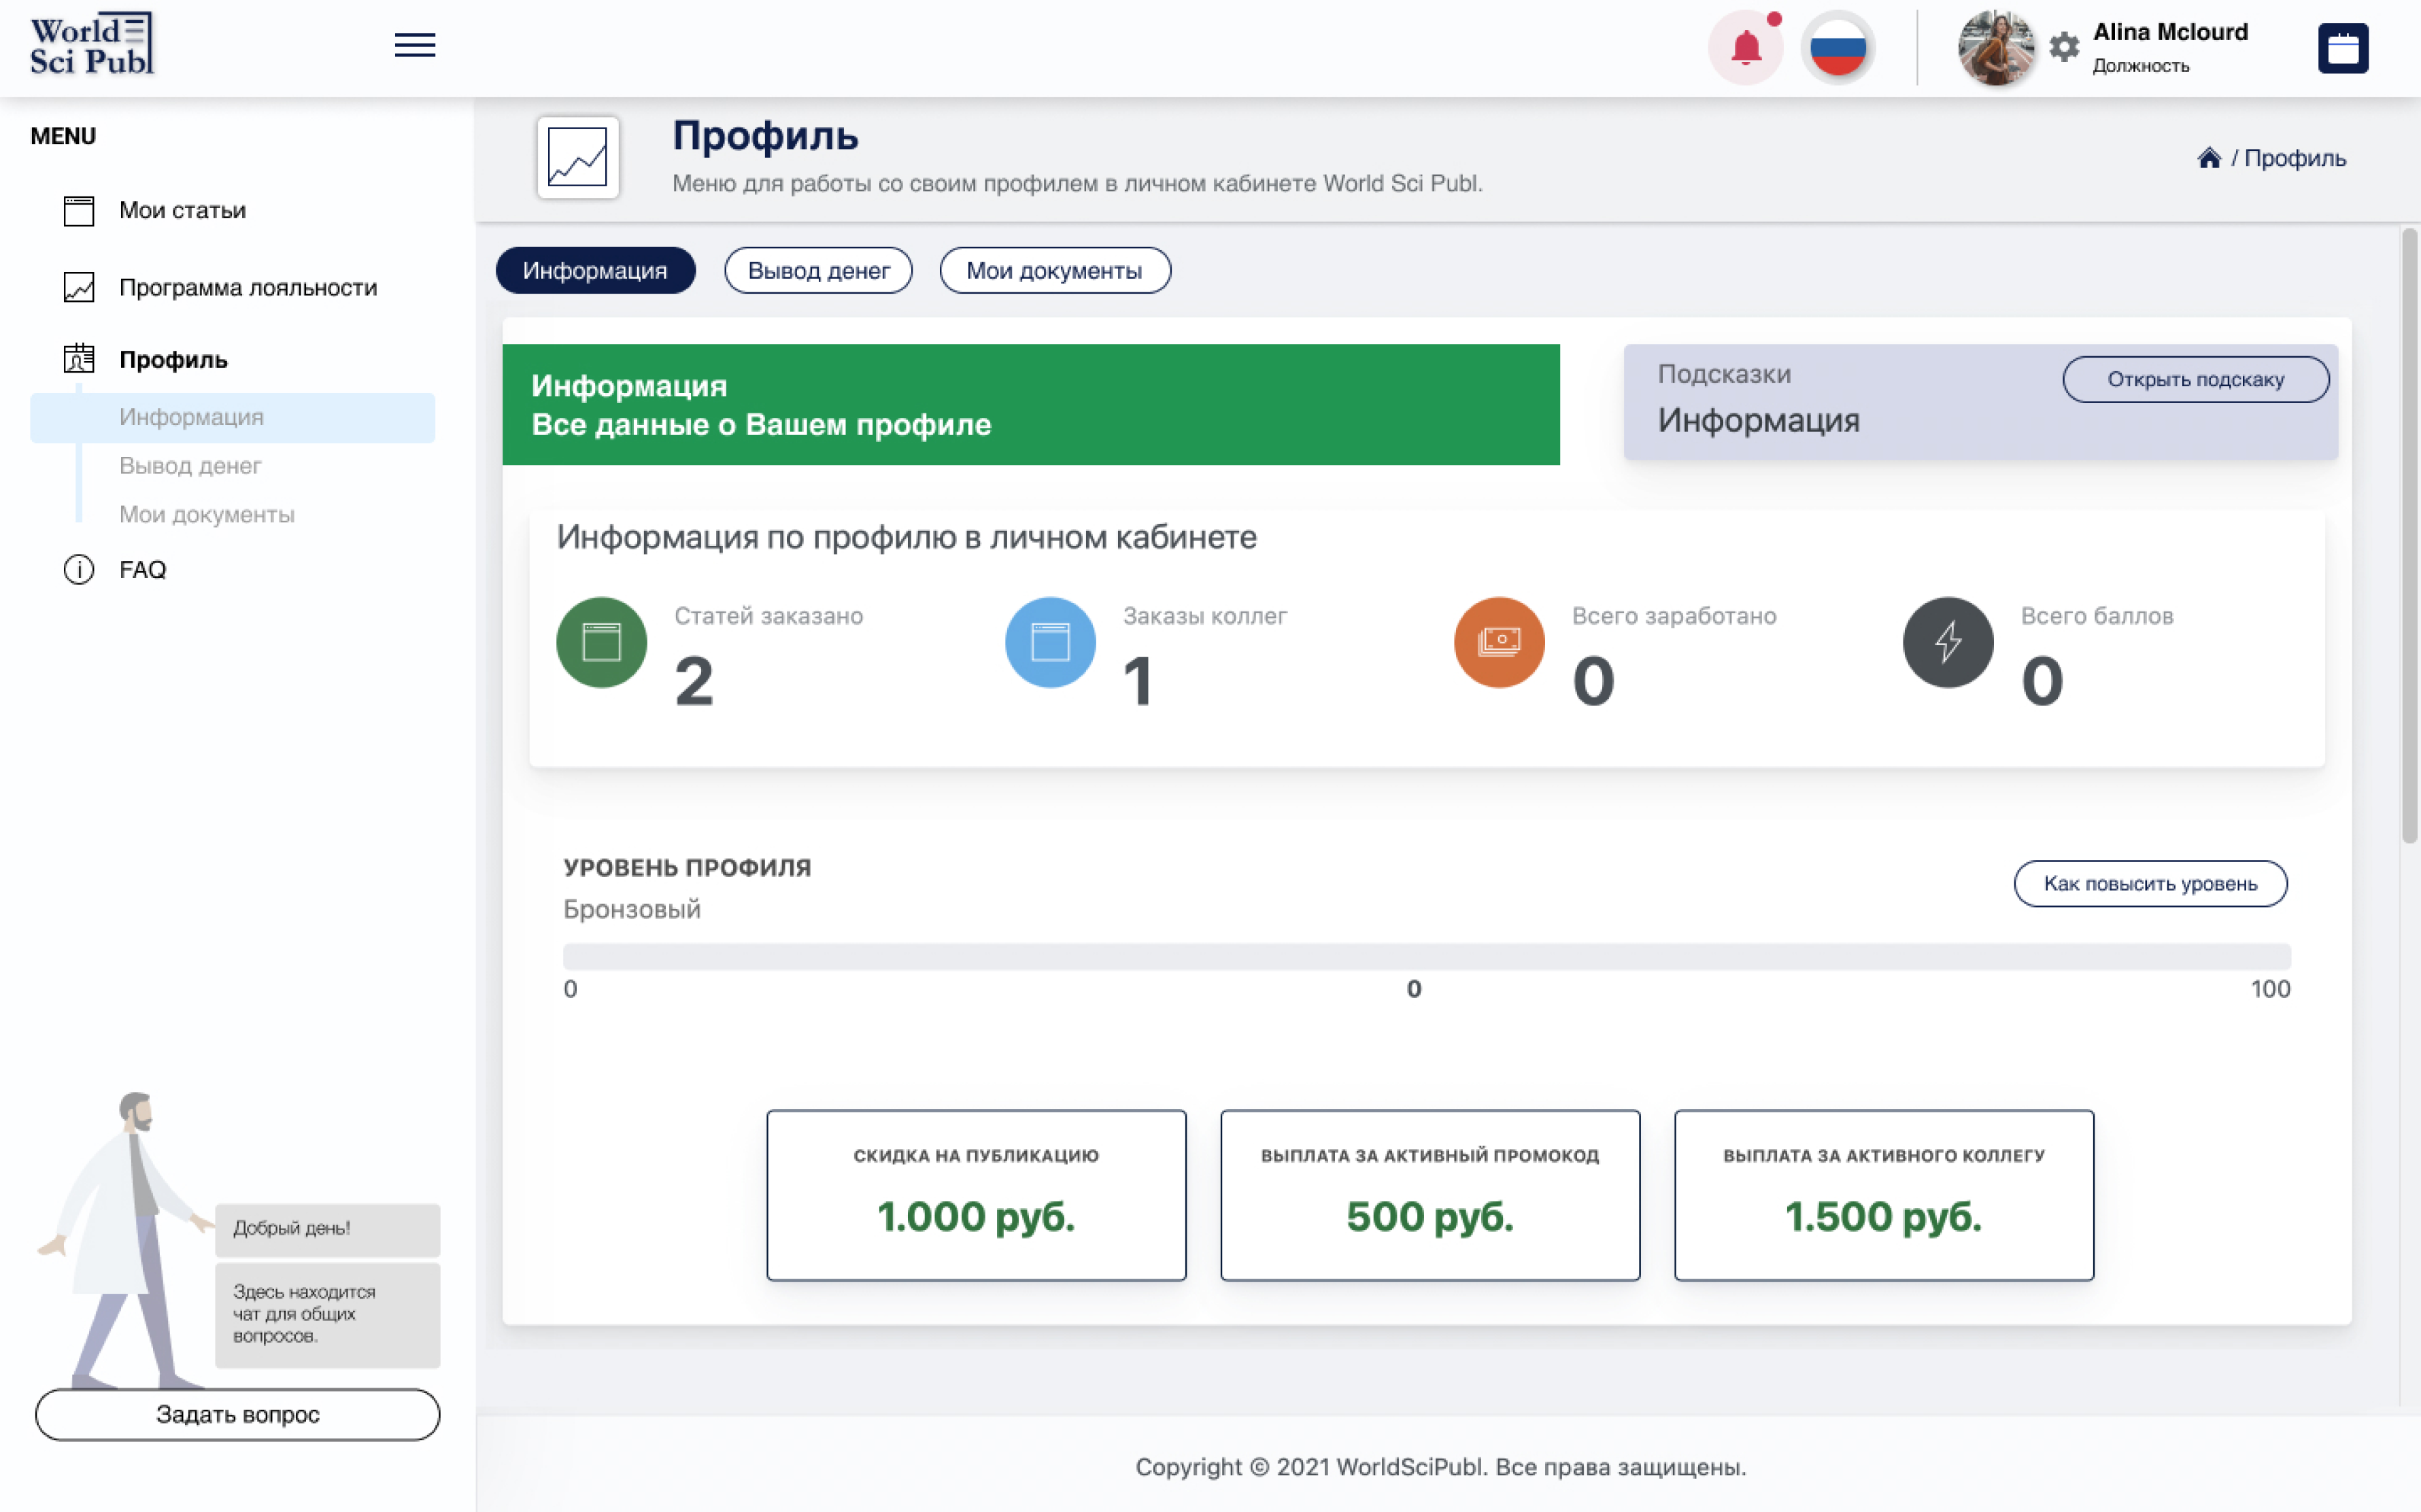 World
Sci Publ
Alina Mclourd
Должность
MENU
Мои статьи
Программа лояльности
Профиль
Информация
Вывод денег
Мои документы
FAQ
Добрый день!
Здесь находится
чат для общих
вопросов.
Задать вопрос
Профиль
Меню для работы со своим профилем в личном кабинете World Sci Publ.
/ Профиль
Информация
Вывод денег
Мои документы
Информация
Все данные о Вашем профиле
Подсказки
Информация
Открыть подскаку
Информация по профилю в личном кабинете
Статей заказано
2
Заказы коллег
1
Всего заработано
0
Всего баллов
0
УРОВЕНЬ ПРОФИЛЯ
Бронзовый
Как повысить уровень
0 0 100
СКИДКА НА ПУБЛИКАЦИЮ
1.000 руб.
ВЫПЛАТА ЗА АКТИВНЫЙ ПРОМОКОД
500 руб.
ВЫПЛАТА ЗА АКТИВНОГО КОЛЛЕГУ
1.500 руб.
Copyright © 2021 WorldSciPubl. Все права защищены.